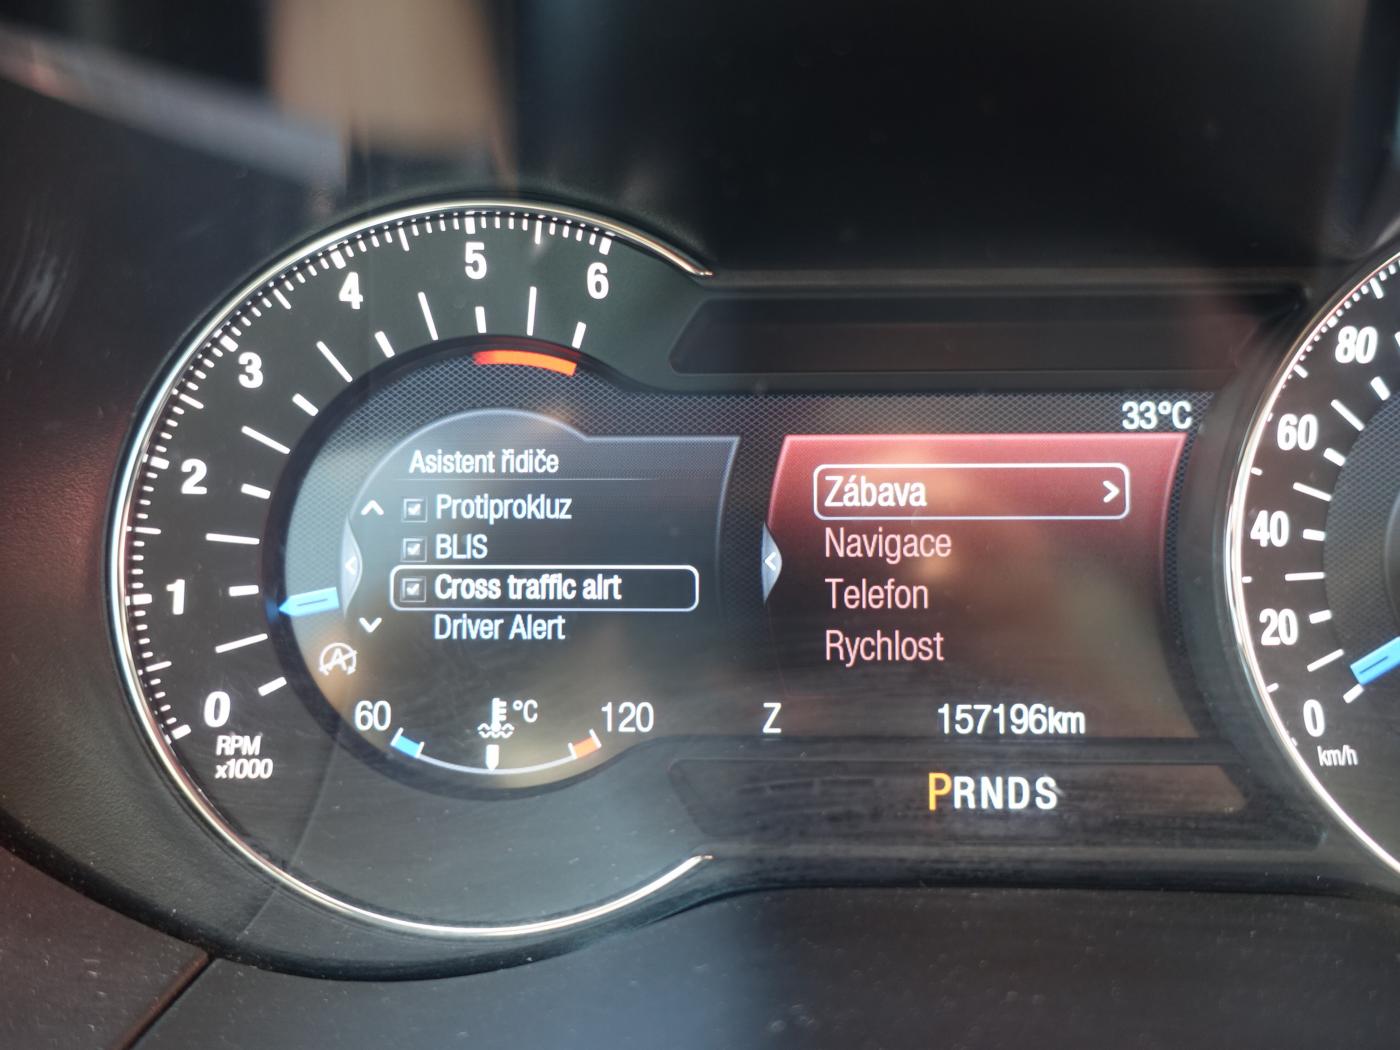 6
5
4
3
2
1
0
RPM
x1000
Asistent řidiče
Protiprokluz
BLIS
Cross traffic alrt
Driver Alert
A
60
°C
120
33°C
Zábava
Navigace
Telefon
Rychlost
Z 157196km
PRNDS
80
60
40
20
0
km/h